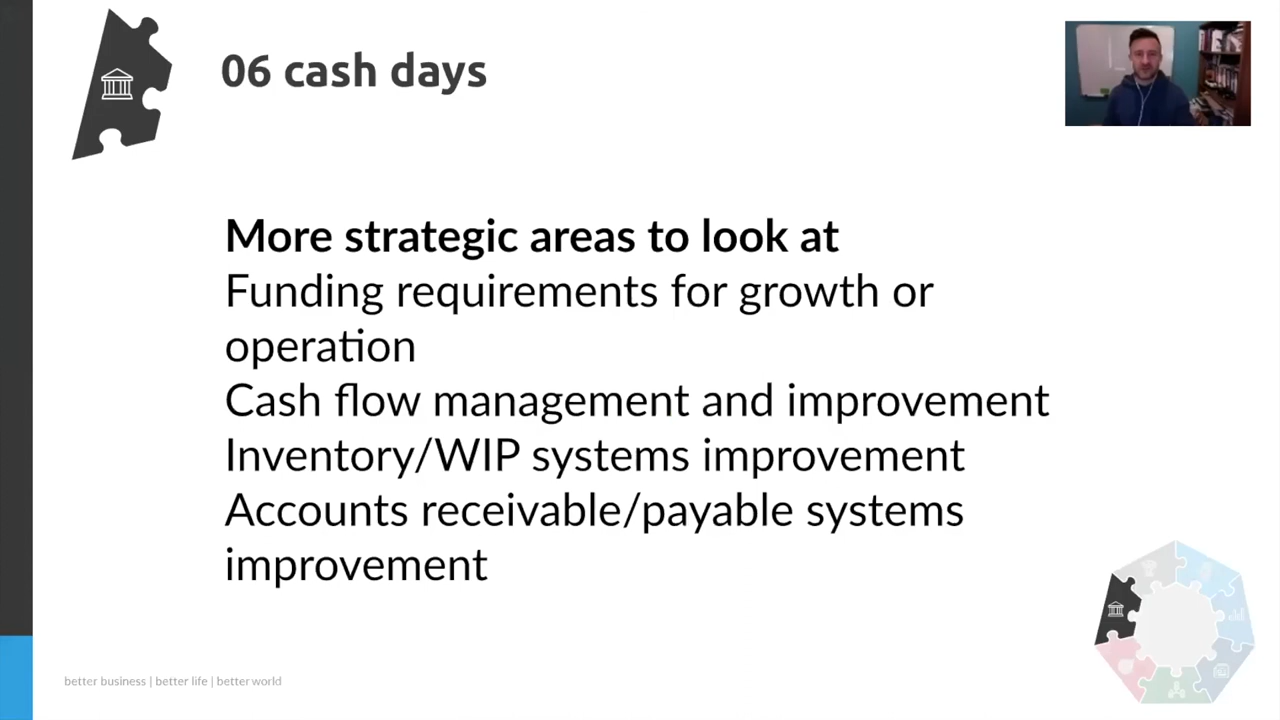 06 cash days
More strategic areas to look at
Funding requirements for growth or
operation
Cash flow management and improvement
Inventory/WIP systems improvement
Accounts receivable/payable systems
improvement
better business | better life | better world